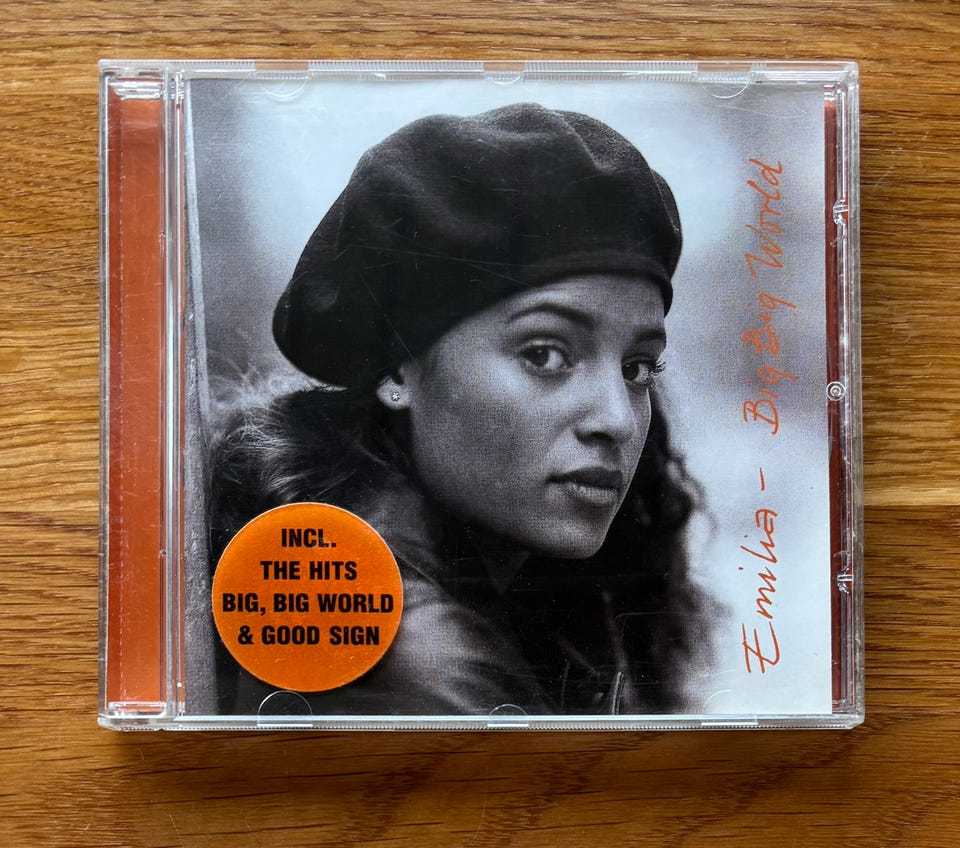 INCL.
THE HITS
BIG, BIG WORLD
& GOOD SIGN
Emilia - Big Big World